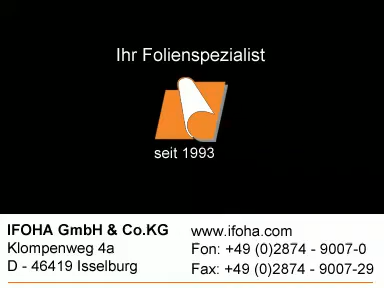 Ihr Folienspezialist
seit 1993
IFOHA GmbH & Co.KG
Klompenweg 4a
D - 46419 Isselburg
www.ifoha.com
Fon: +49 (0)2874 - 9007-0
Fax: +49 (0)2874 - 9007-29